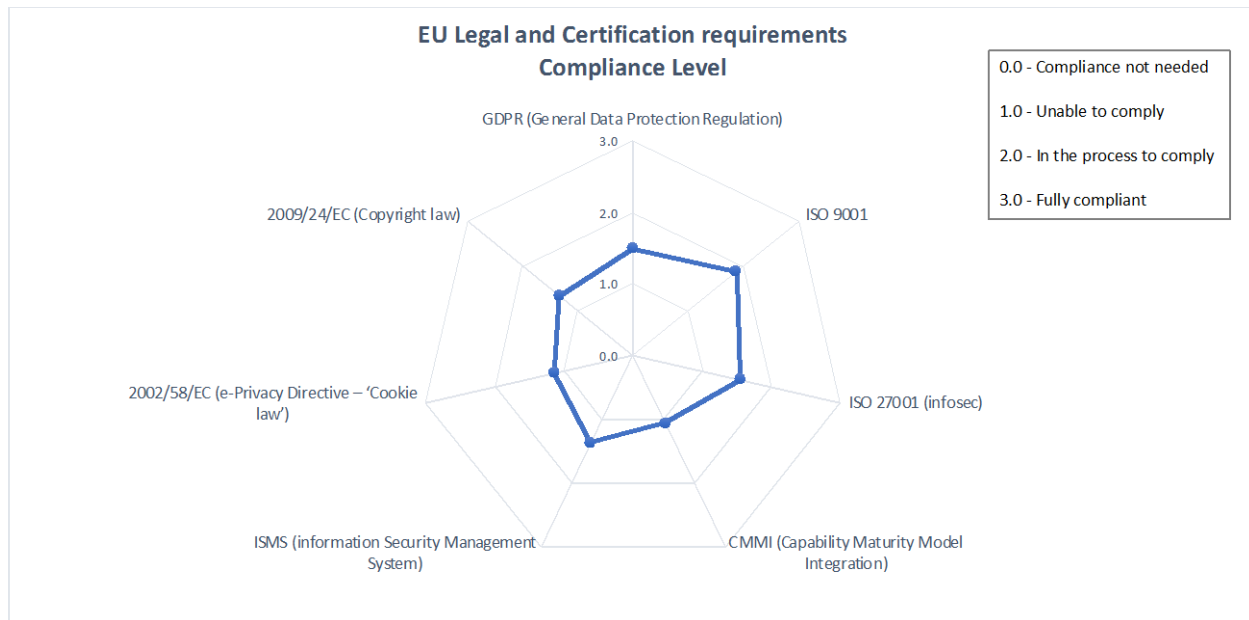 EU Legal and Certification requirements
Compliance Level
0.0 - Compliance not needed
1.0 - Unable to comply
2.0 - In the process to comply
3.0 - Fully compliant
GDPR (General Data Protection Regulation)
3.0
2009/24/EC (Copyright law)
ISO 9001
2.0
1.0
0.0
2002/58/EC (e-Privacy Directive – ‘Cookie
law’)
ISO 27001 (infosec)
ISMS (information Security Management
System)
CMMI (Capability Maturity Model
Integration)